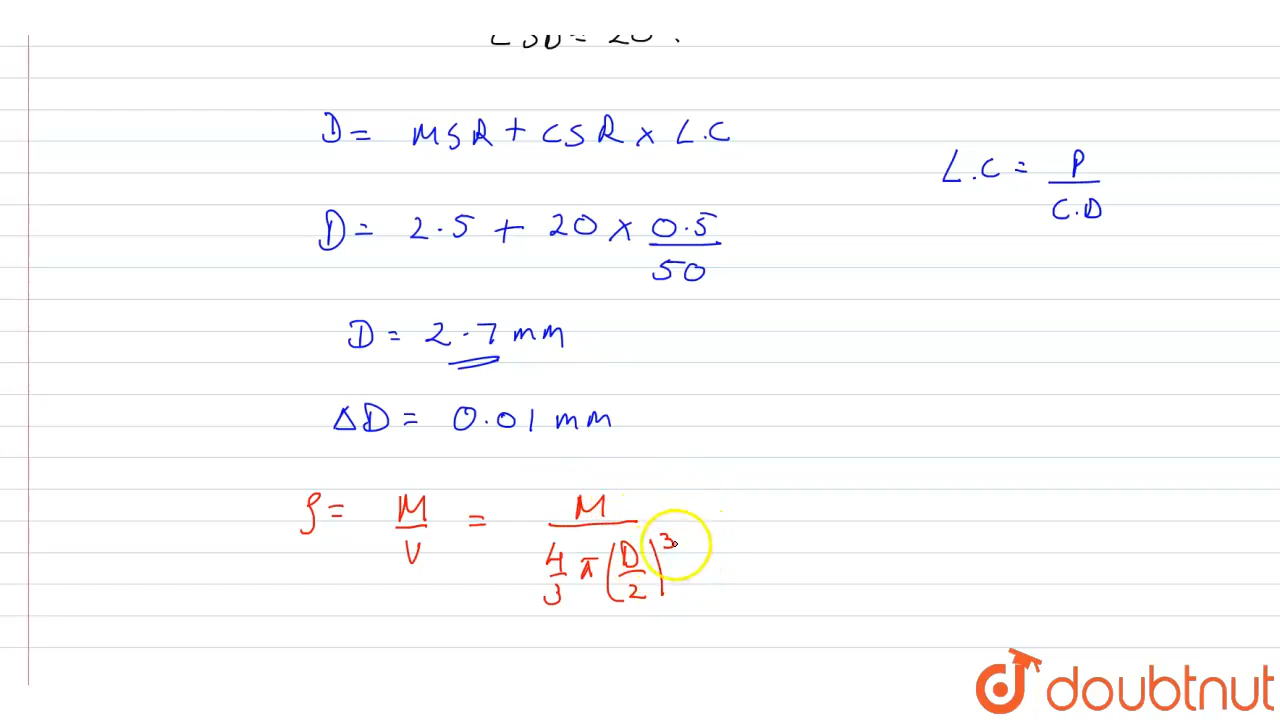 D = MSR + CSR × L.C
L.C = P / C.D
D = 2.5 + 20 × 0.5 / 50
D = 2.7 mm
ΔD = 0.01 mm
ρ = M / V = M / 4/3 π (D/2)^3
doubtnut